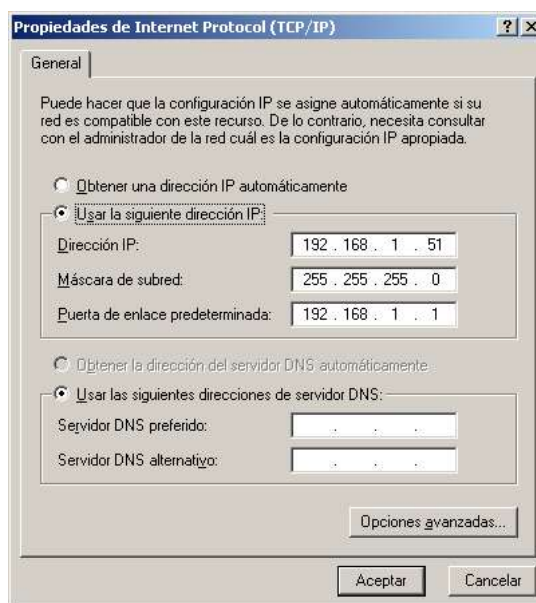 Propiedades de Internet Protocol (TCP/IP)
General
Puede hacer que la configuración IP se asigne automáticamente si su
red es compatible con este recurso. De lo contrario, necesita consultar
con el administrador de la red cuál es la configuración IP apropiada.
Obtener una dirección IP automáticamente
Usar la siguiente dirección IP:
Dirección IP: 192 . 168 . 1 . 51
Máscara de subred: 255 . 255 . 255 . 0
Puerta de enlace predeterminada: 192 . 168 . 1 . 1
Obtener la dirección del servidor DNS automáticamente
Usar las siguientes direcciones de servidor DNS:
Servidor DNS preferido: . . .
Servidor DNS alternativo: . . .
Opciones avanzadas...
Aceptar Cancelar